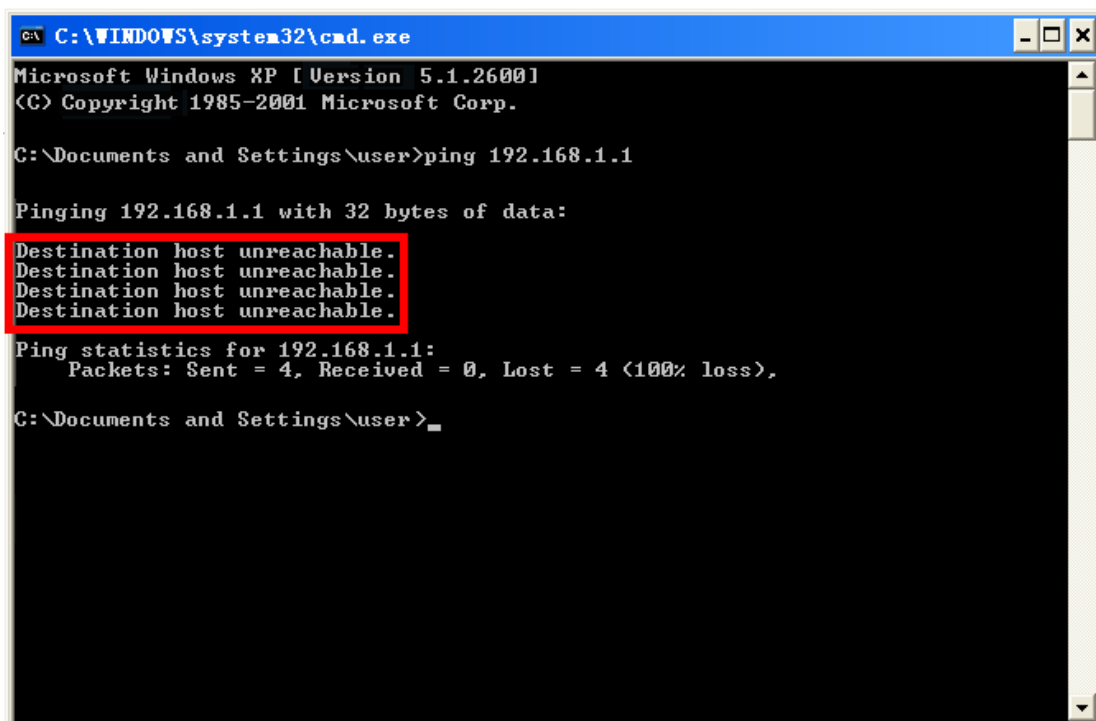 C:\WINDOWS\system32\cmd.exe
Microsoft Windows XP [Version 5.1.2600]
(C) Copyright 1985-2001 Microsoft Corp.
C:\Documents and Settings\user>ping 192.168.1.1
Pinging 192.168.1.1 with 32 bytes of data:
Destination host unreachable.
Destination host unreachable.
Destination host unreachable.
Destination host unreachable.
Ping statistics for 192.168.1.1:
    Packets: Sent = 4, Received = 0, Lost = 4 (100% loss),
C:\Documents and Settings\user>_